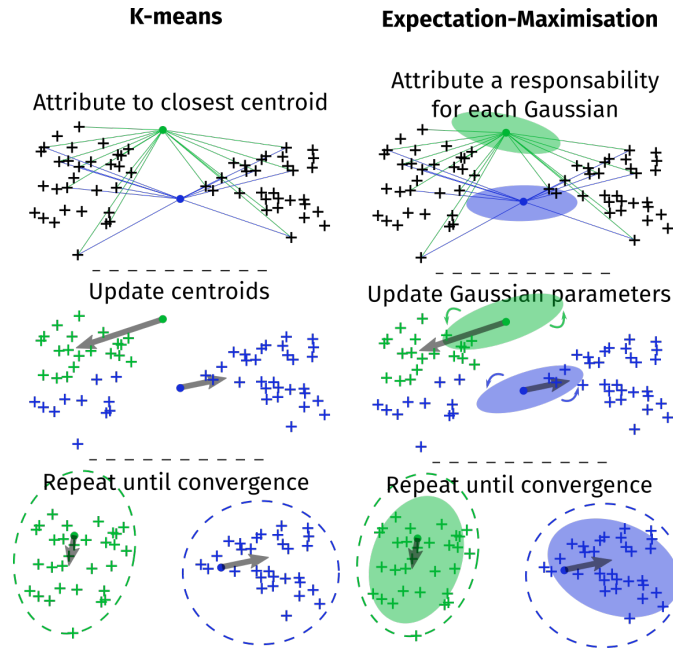 K-means
Expectation-Maximisation
Attribute to closest centroid
Attribute a responsability
for each Gaussian
Update centroids
Update Gaussian parameters
Repeat until convergence
Repeat until convergence